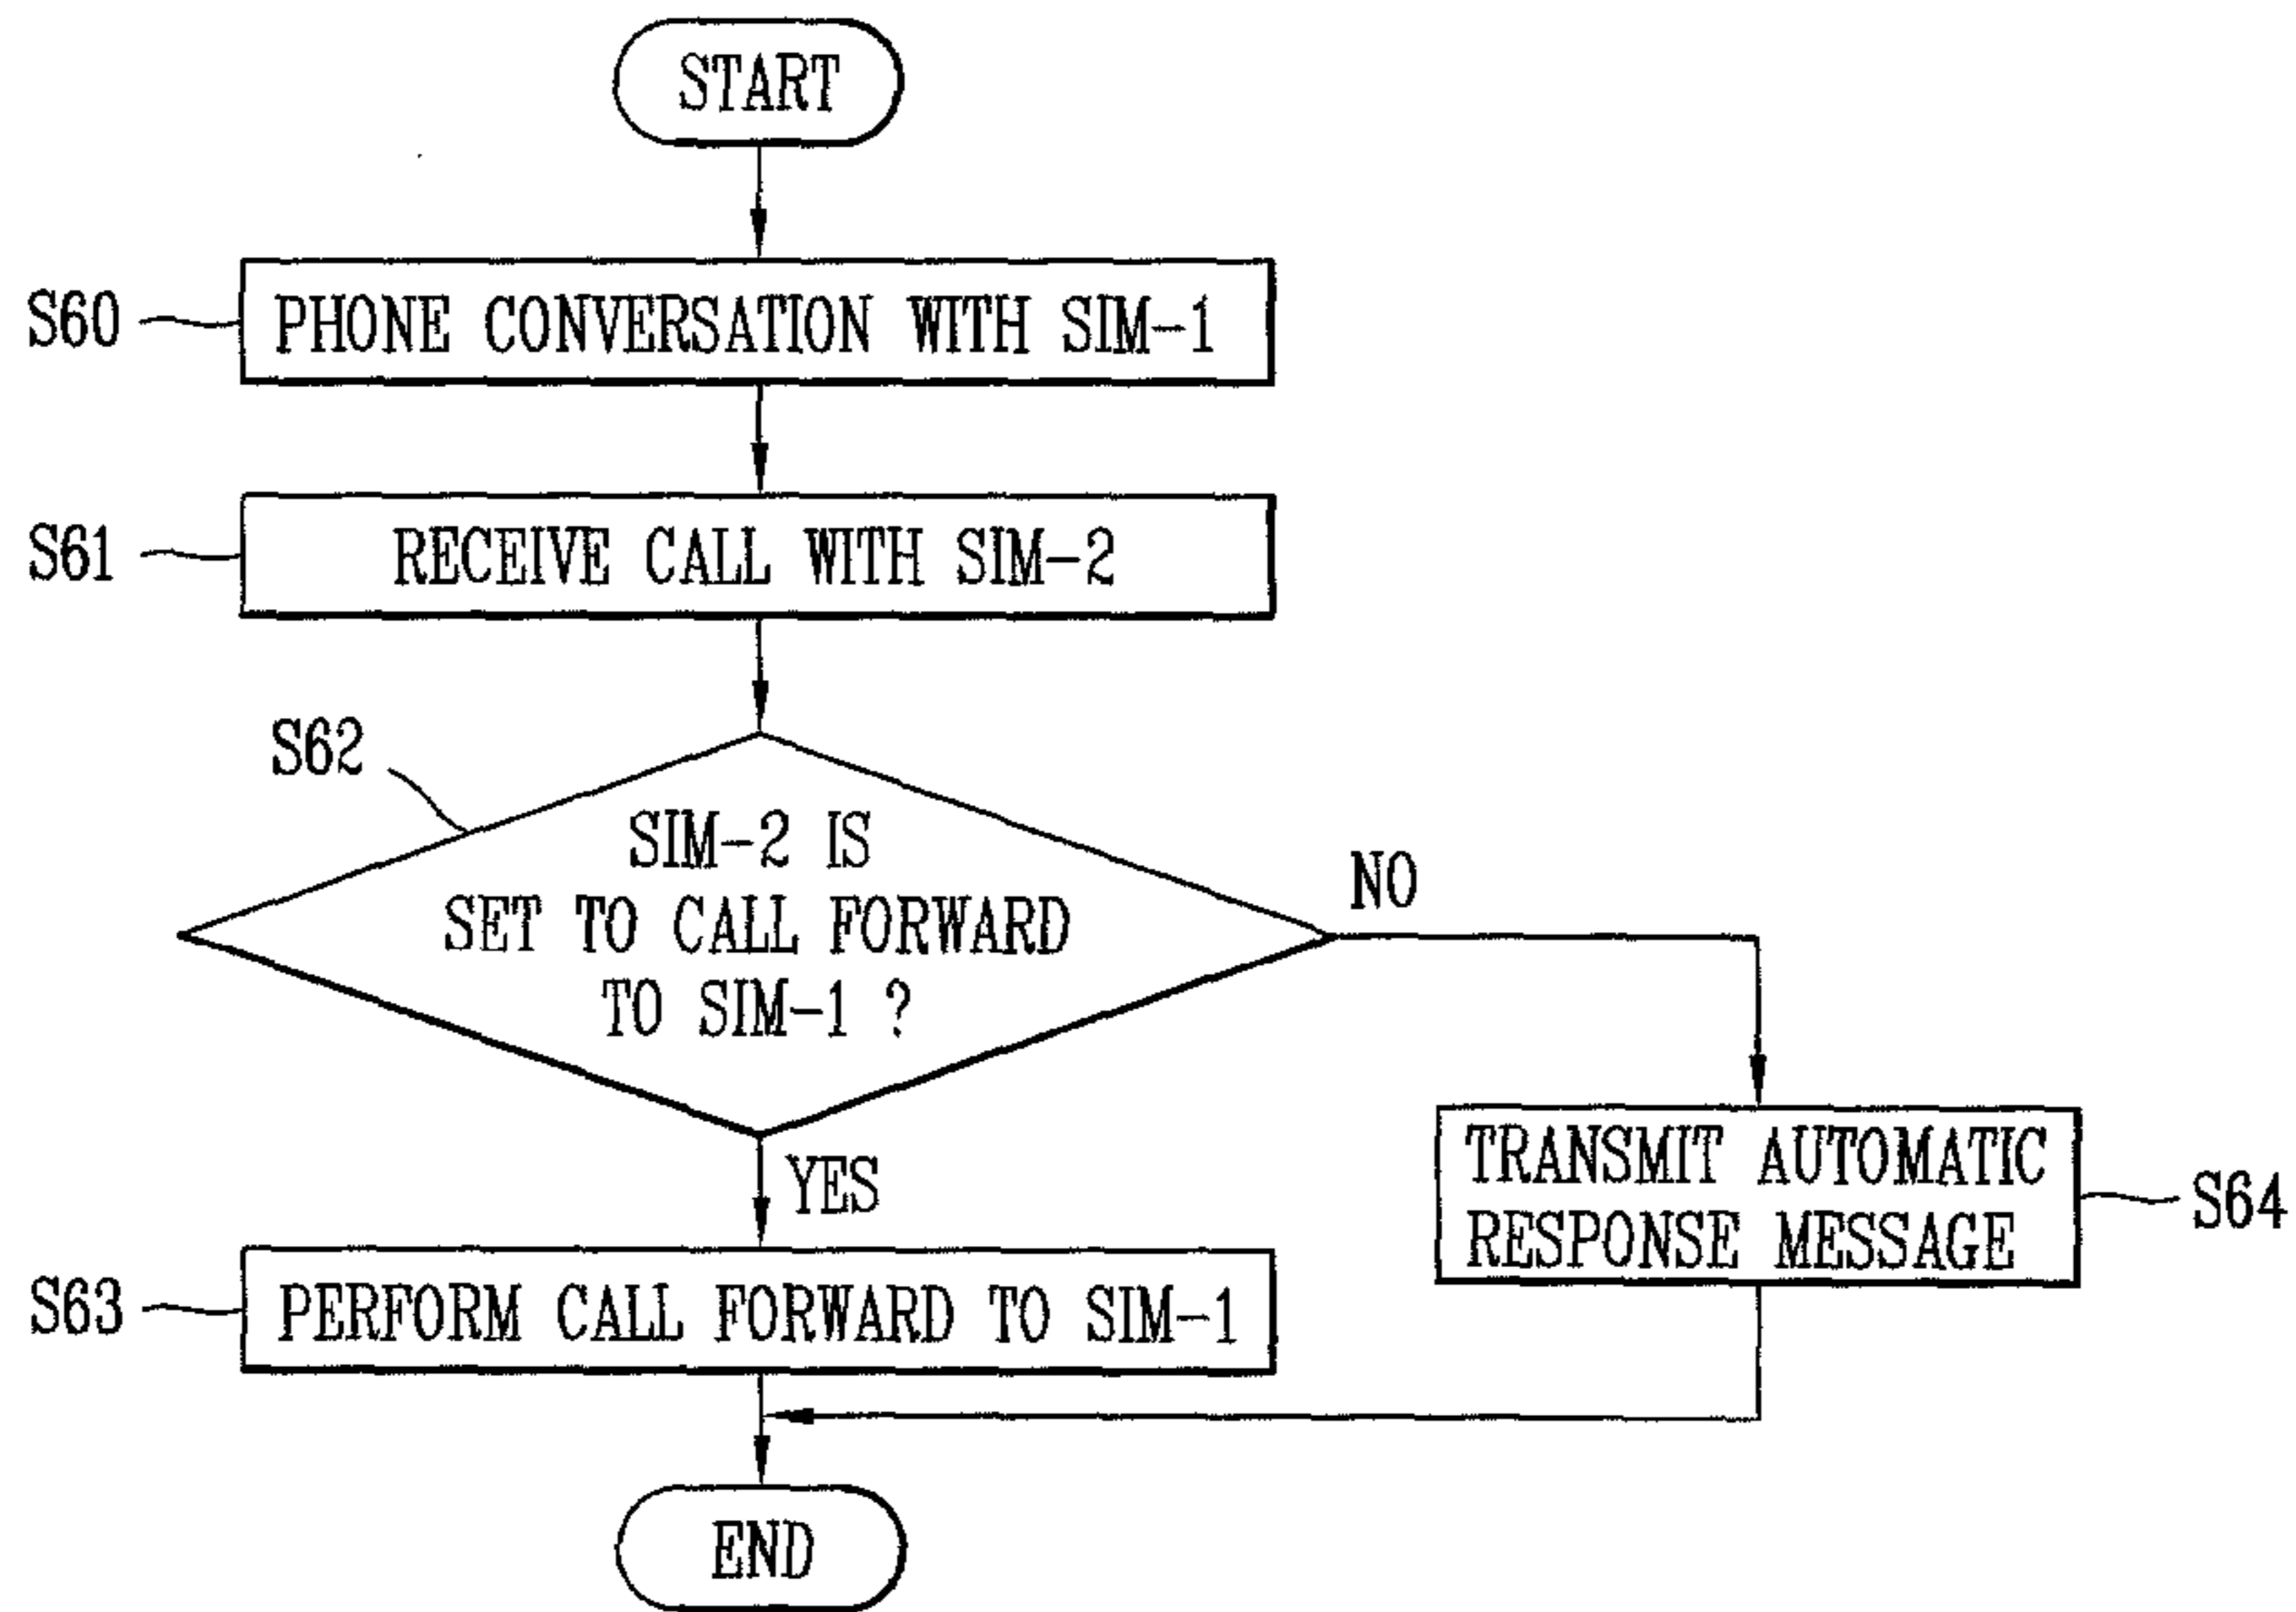 START
S60
PHONE CONVERSATION WITH SIM-1
S61
RECEIVE CALL WITH SIM-2
S62
SIM-2 IS
SET TO CALL FORWARD
TO SIM-1 ?
NO
YES
TRANSMIT AUTOMATIC
RESPONSE MESSAGE
S64
S63
PERFORM CALL FORWARD TO SIM-1
END